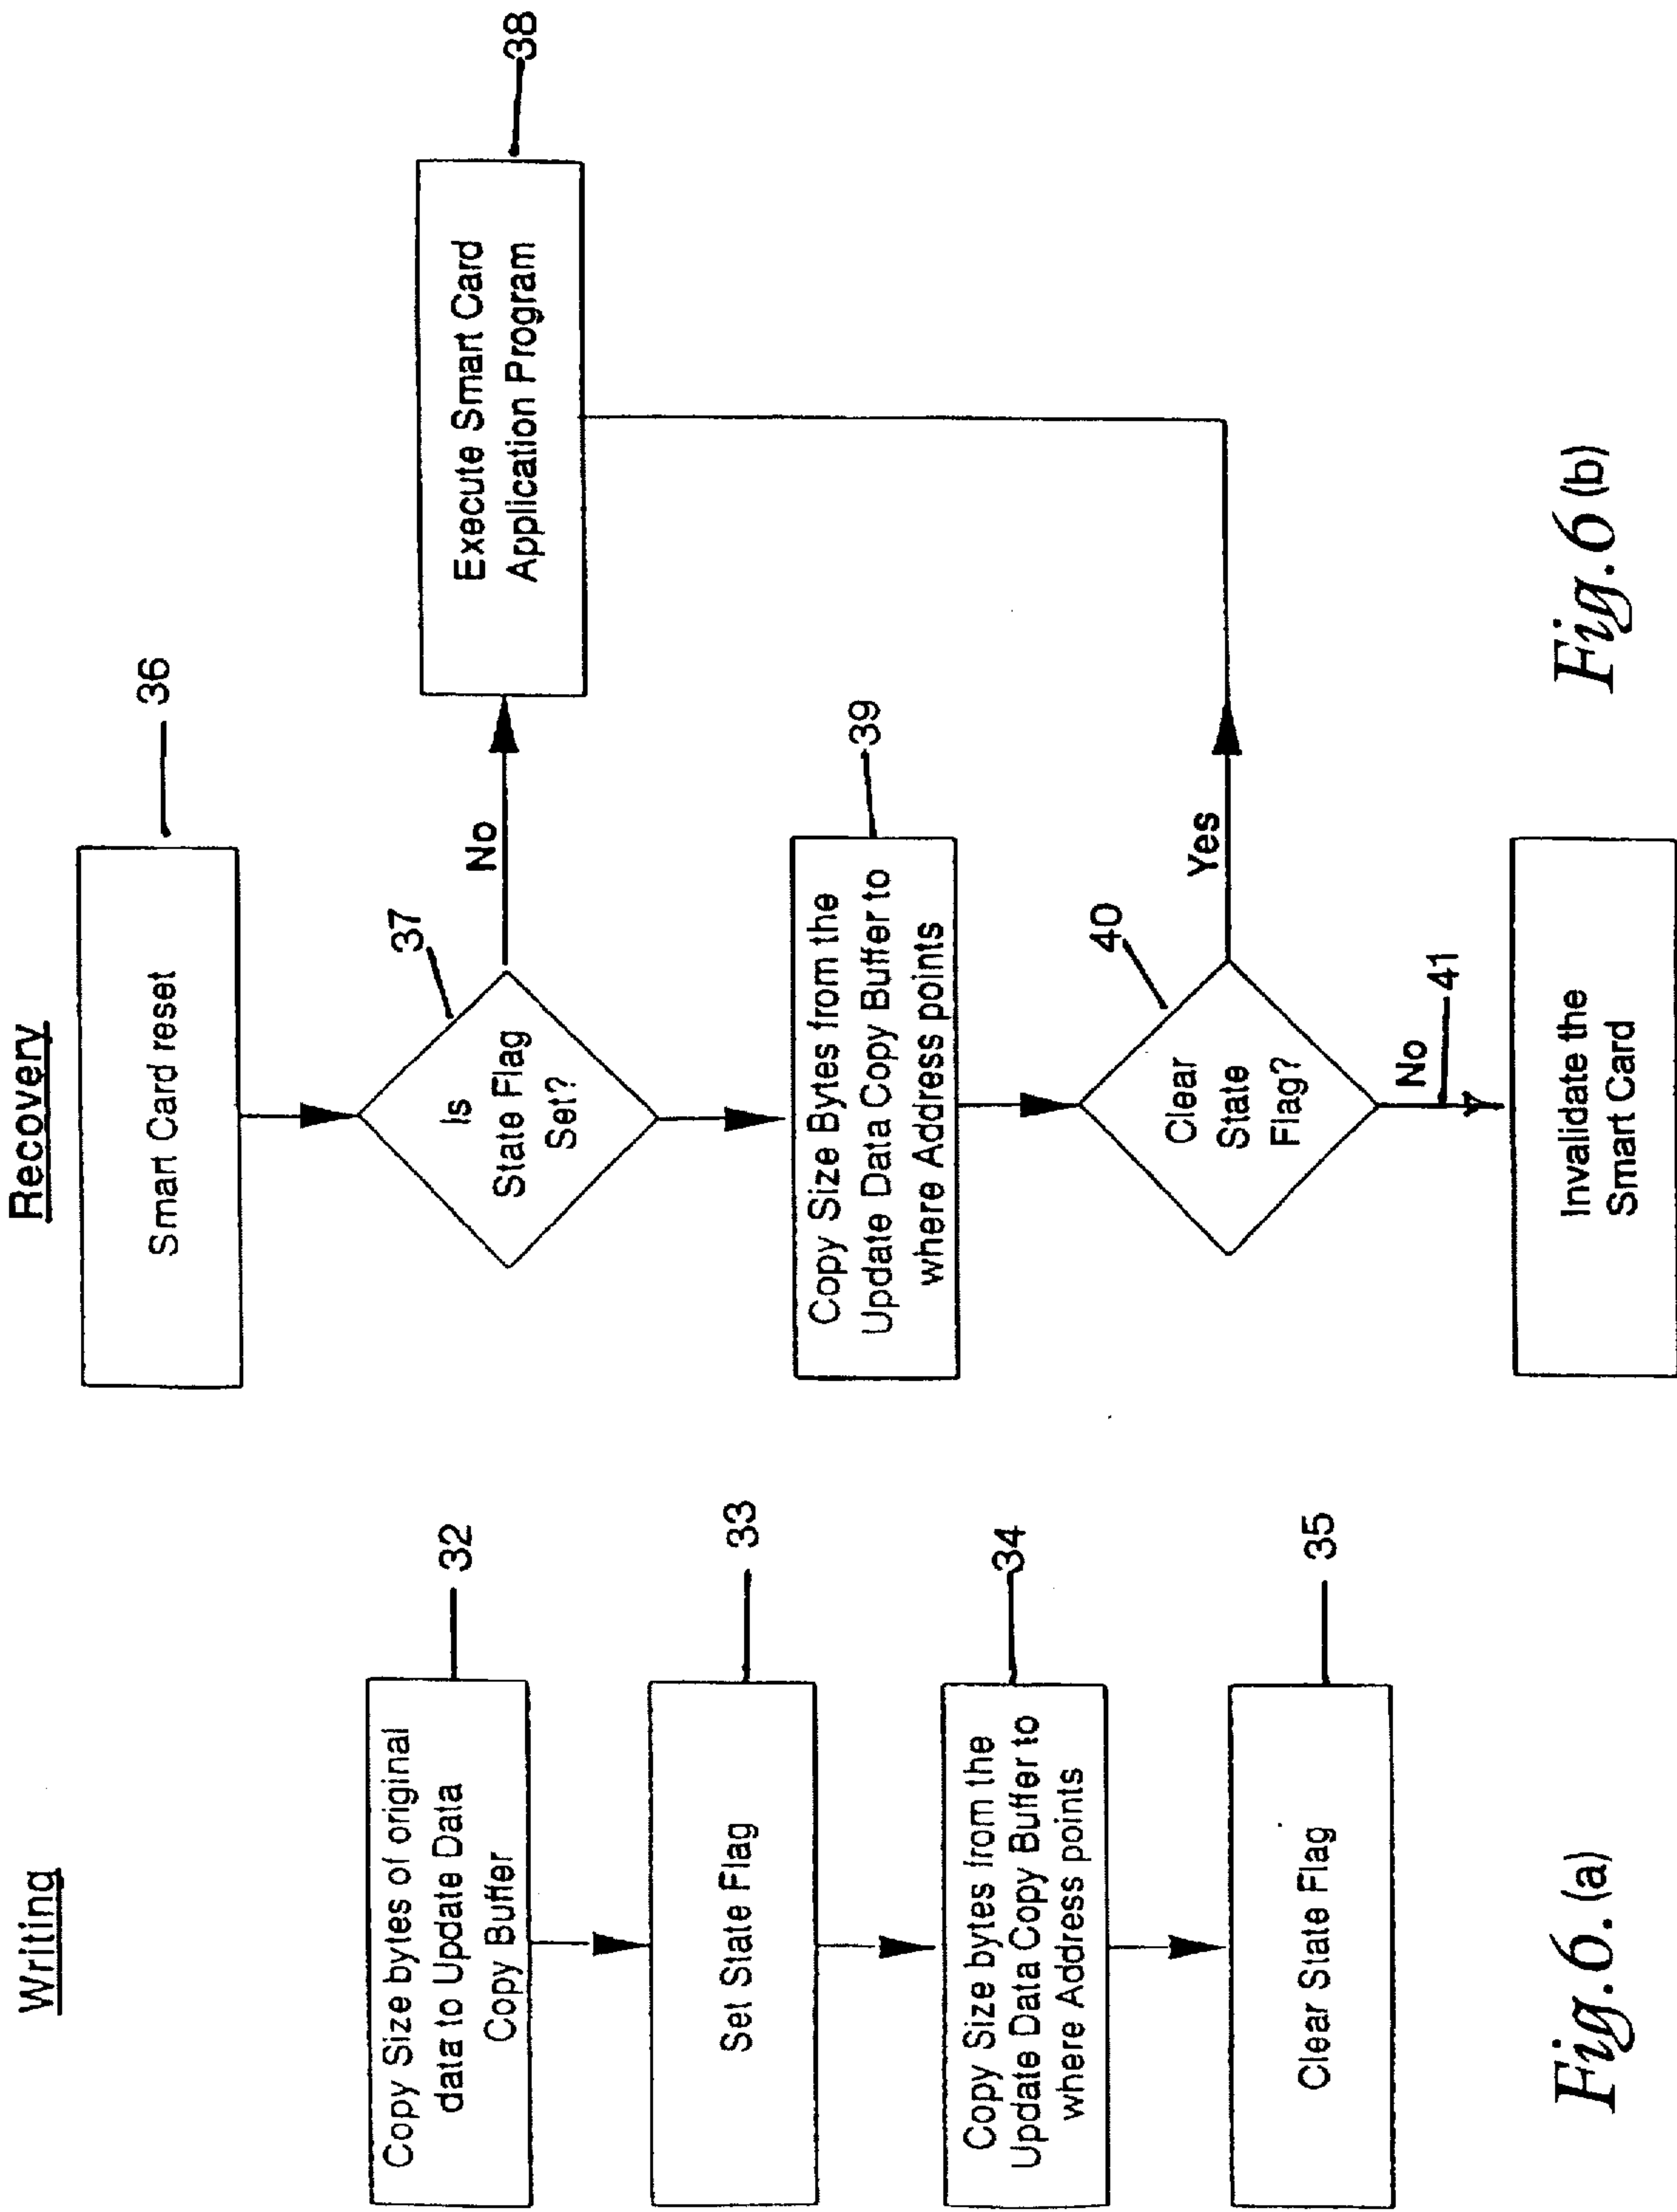 Writing
Copy Size bytes of original
data to Update Data
Copy Buffer
32
Set State Flag
33
Copy Size bytes from the
Update Data Copy Buffer to
where Address points
34
Clear State Flag
35
Fig.6.(a)
Recovery
Smart Card reset
36
Is
State Flag
Set?
37
No
Execute Smart Card
Application Program
38
Copy Size Bytes from the
Update Data Copy Buffer to
where Address points
39
Clear
State
Flag?
40
Yes
No
41
Invalidate the
Smart Card
Fig.6 (b)